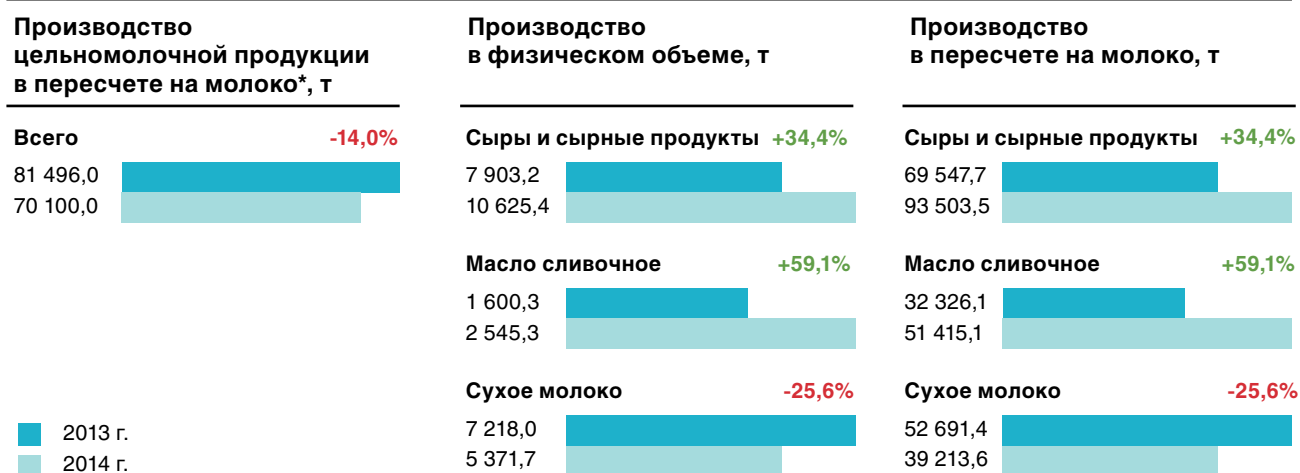 Производство
цельномолочной продукции
в пересчете на молоко*, т
Всего -14,0%
81 496,0
70 100,0
2013 г.
2014 г.
Производство
в физическом объеме, т
Сыры и сырные продукты +34,4%
7 903,2
10 625,4
Масло сливочное +59,1%
1 600,3
2 545,3
Сухое молоко -25,6%
7 218,0
5 371,7
Производство
в пересчете на молоко, т
Сыры и сырные продукты +34,4%
69 547,7
93 503,5
Масло сливочное +59,1%
32 326,1
51 415,1
Сухое молоко -25,6%
52 691,4
39 213,6